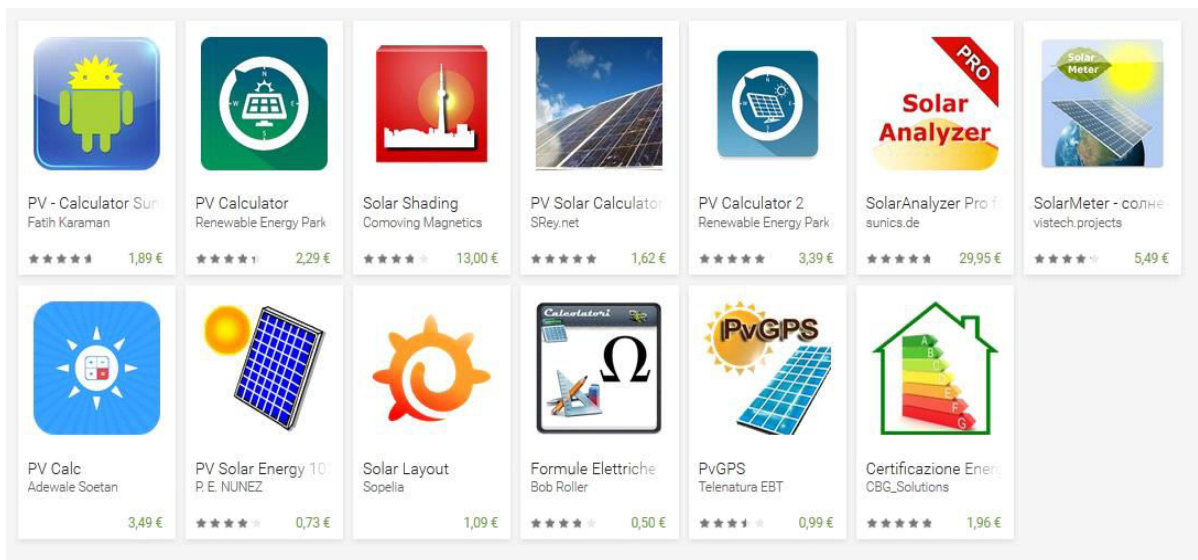 PRO
Solar
Analyzer
Solar
Meter
PV - Calculator Sun
Fatih Karaman
1,89 €
PV Calculator
Renewable Energy Park
2,29 €
Solar Shading
Comoving Magnetics
13,00 €
PV Solar Calculator
SRey.net
1,62 €
PV Calculator 2
Renewable Energy Park
3,39 €
SolarAnalyzer Pro f
sunics.de
29,95 €
SolarMeter - солне
vistech.projects
5,49 €
Calcolatori
Ω
PvGPS
A
B
C
D
E
F
G
PV Calc
Adewale Soetan
3,49 €
PV Solar Energy 10
P. E. NUNEZ
0,73 €
Solar Layout
Sopelia
1,09 €
Formule Elettriche
Bob Roller
0,50 €
PvGPS
Telenatura EBT
0,99 €
Certificazione Energ
CBG_Solutions
1,96 €